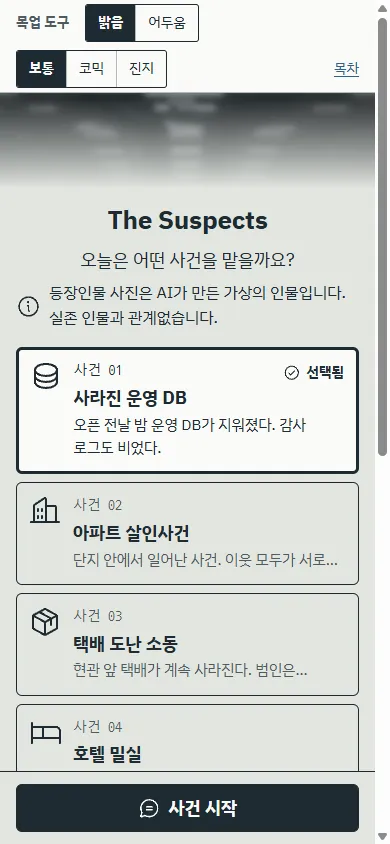 목업 도구 밝음 어두움
보통 코믹 진지 목차
The Suspects
오늘은 어떤 사건을 맡을까요?
등장인물 사진은 AI가 만든 가상의 인물입니다.
실존 인물과 관계없습니다.
사건 01 선택됨
사라진 운영 DB
오픈 전날 밤 운영 DB가 지워졌다. 감사
로그도 비었다.
사건 02
아파트 살인사건
단지 안에서 일어난 사건. 이웃 모두가 서로...
사건 03
택배 도난 소동
현관 앞 택배가 계속 사라진다. 범인은...
사건 04
호텔 밀실
사건 시작